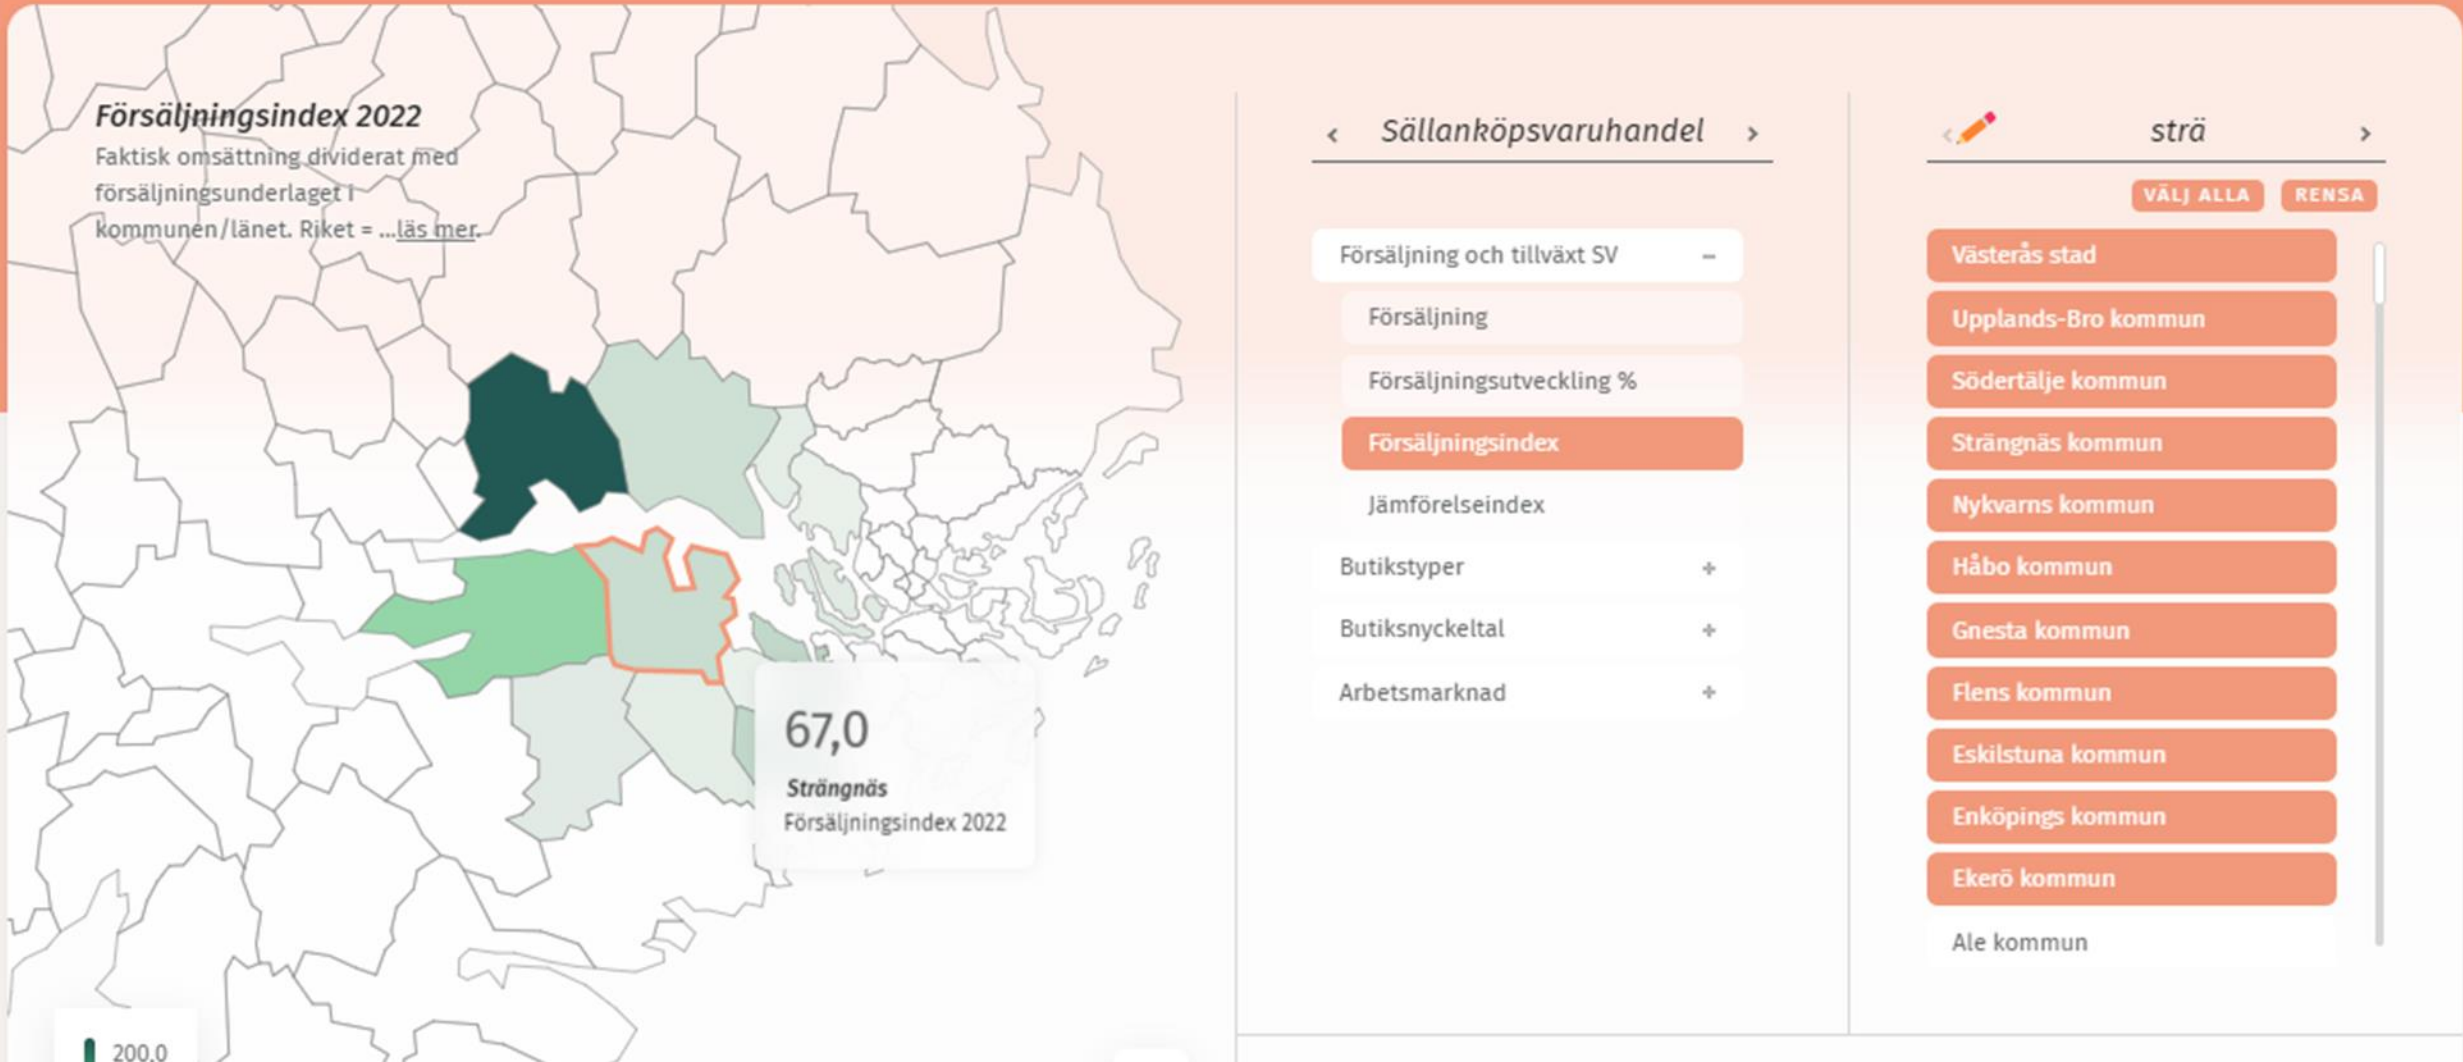 Försäljningsindex 2022
Faktisk omsättning dividerat med
försäljningsunderlaget i
kommunen/länet. Riket = ...läs mer.
67,0
Strängnäs
Försäljningsindex 2022
200,0
‹ Sällanköpsvaruhandel ›
Försäljning och tillväxt SV –
Försäljning
Försäljningsutveckling %
Försäljningsindex
Jämförelseindex
Butikstyper +
Butiksnyckeltal +
Arbetsmarknad +
‹ strä ›
VÄLJ ALLA RENSA
Västerås stad
Upplands-Bro kommun
Södertälje kommun
Strängnäs kommun
Nykvarns kommun
Håbo kommun
Gnesta kommun
Flens kommun
Eskilstuna kommun
Enköpings kommun
Ekerö kommun
Ale kommun